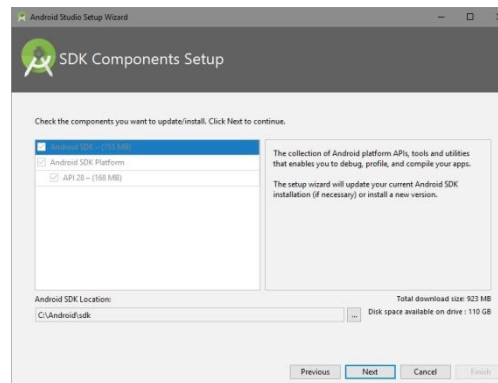 Android Studio Setup Wizard
SDK Components Setup
Check the components you want to update/install. Click Next to continue.
Android SDK – (755 MB)
Android SDK Platform
API 28 – (168 MB)
The collection of Android platform APIs, tools and utilities
that enables you to debug, profile, and compile your apps.
The setup wizard will update your current Android SDK
installation (if necessary) or install a new version.
Android SDK Location:
C:\Android\sdk
...
Total download size: 923 MB
Disk space available on drive : 110 GB
Previous
Next
Cancel
Finish